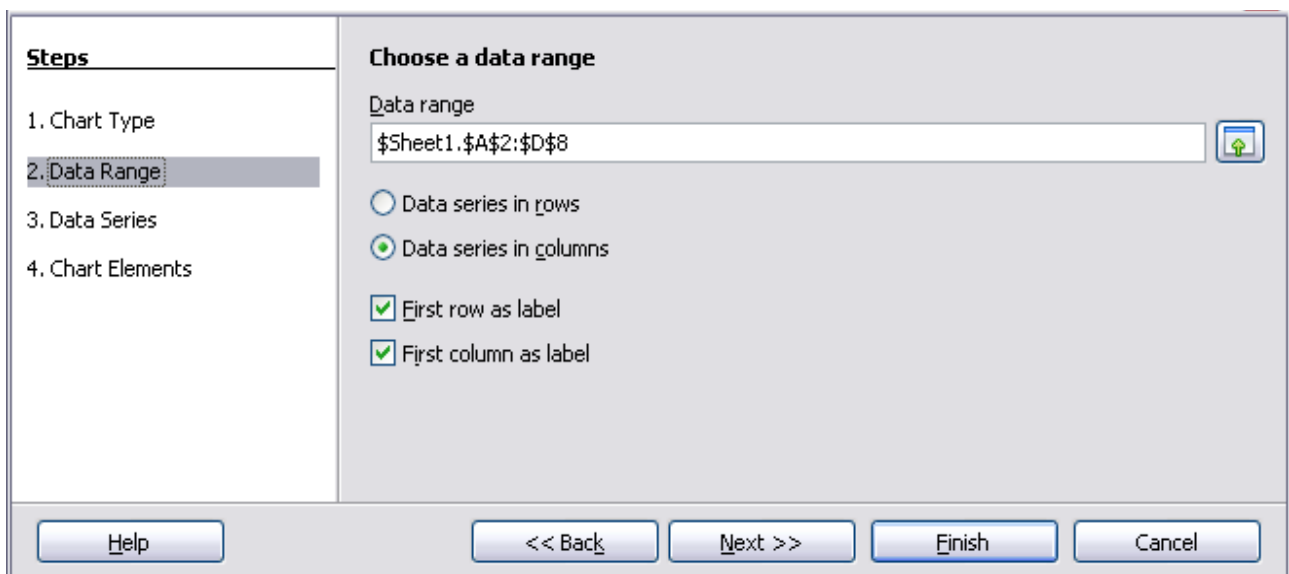 Steps
1. Chart Type
2. Data Range
3. Data Series
4. Chart Elements
Choose a data range
Data range
$Sheet1.$A$2:$D$8
Data series in rows
Data series in columns
First row as label
First column as label
Help
<< Back
Next >>
Finish
Cancel